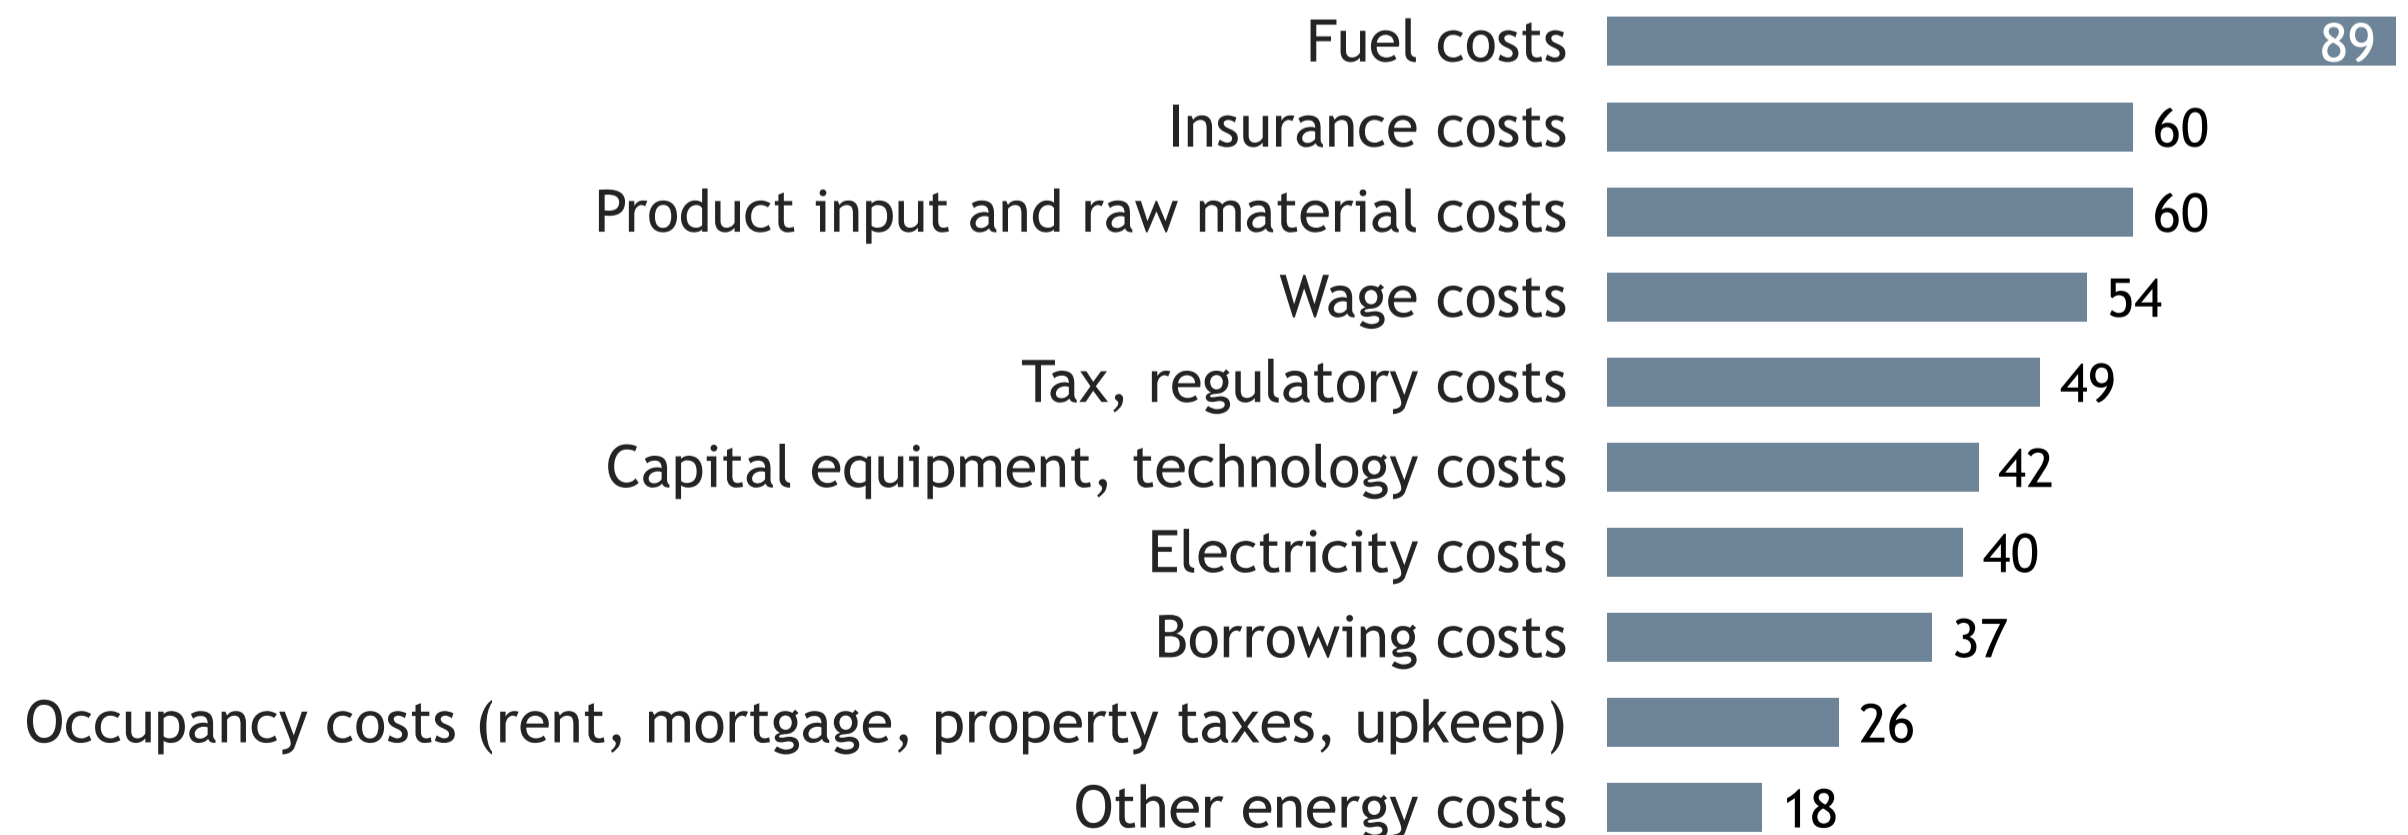 Fuel costs 89
Insurance costs 60
Product input and raw material costs 60
Wage costs 54
Tax, regulatory costs 49
Capital equipment, technology costs 42
Electricity costs 40
Borrowing costs 37
Occupancy costs (rent, mortgage, property taxes, upkeep) 26
Other energy costs 18